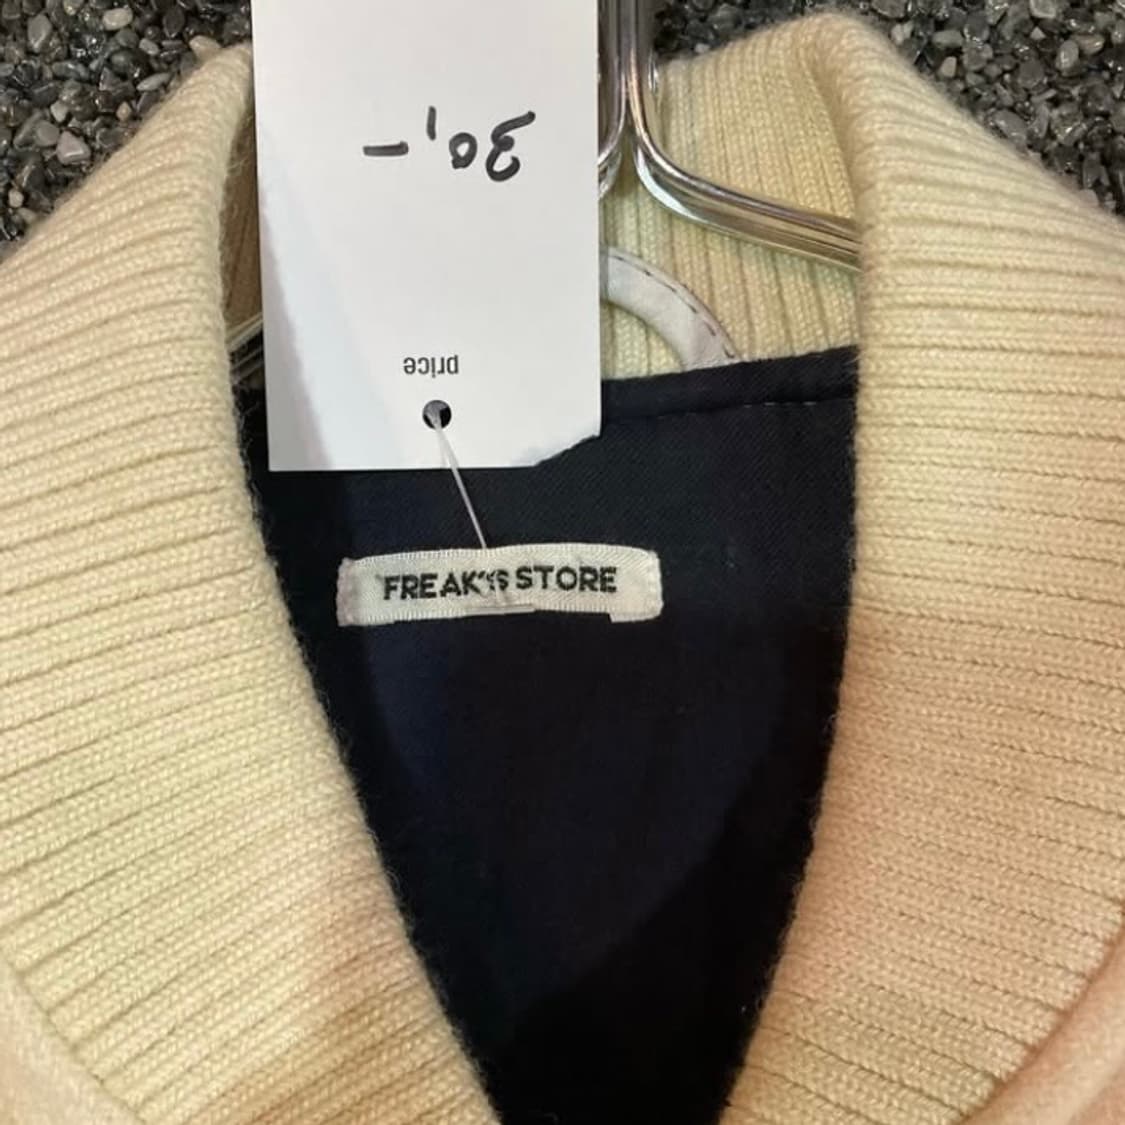 30,-
price
FREAK'S STORE